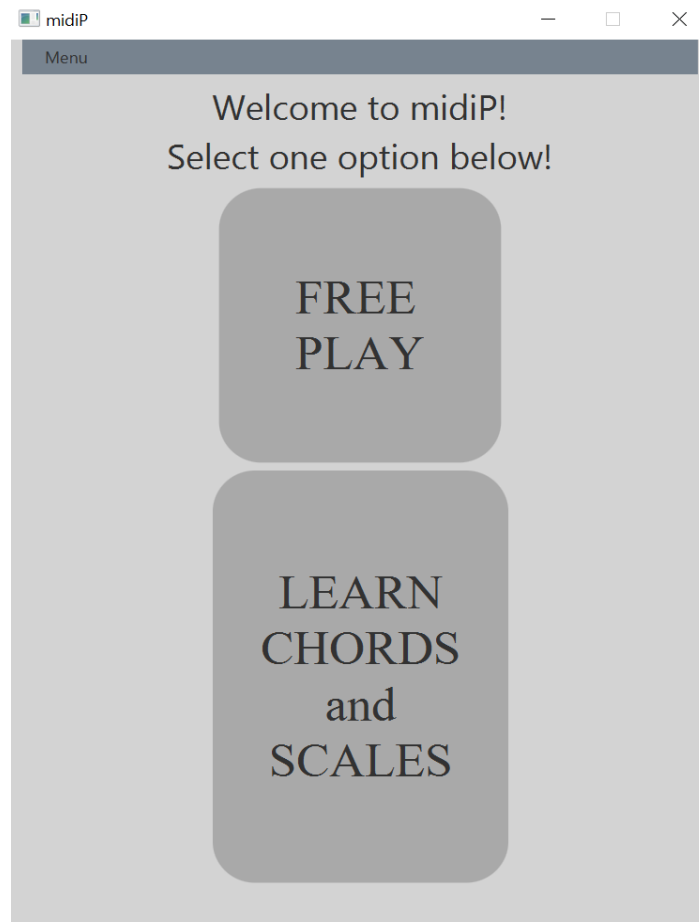 midiP
Menu
Welcome to midiP!
Select one option below!
FREE
PLAY
LEARN
CHORDS
and
SCALES